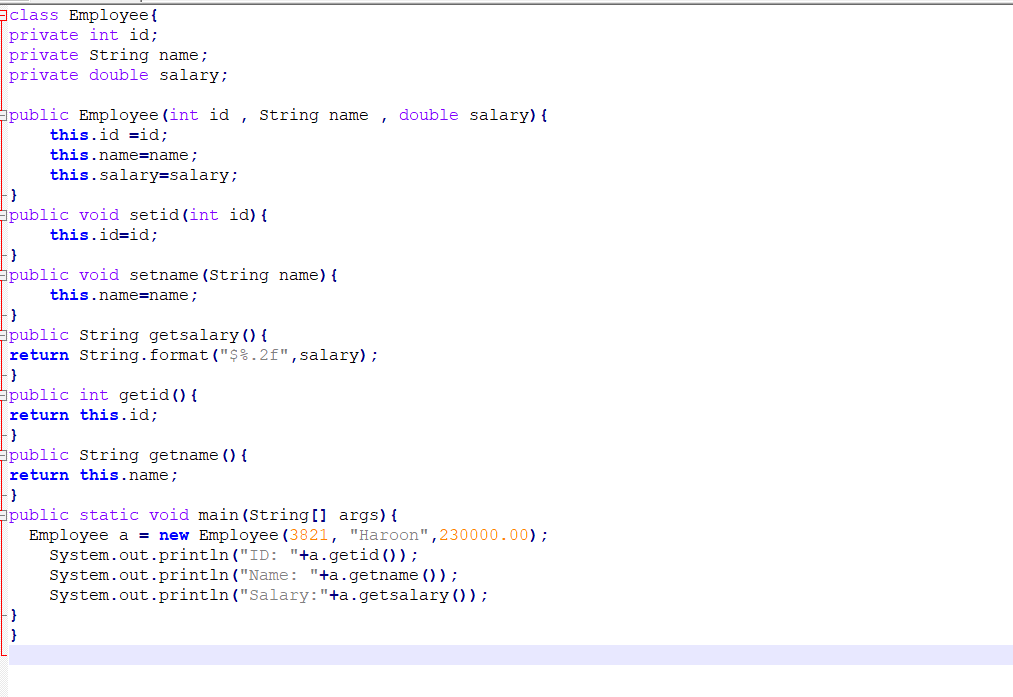 class Employee{
private int id;
private String name;
private double salary;

public Employee(int id , String name , double salary){
    this.id =id;
    this.name=name;
    this.salary=salary;
}
public void setid(int id){
    this.id=id;
}
public void setname(String name){
    this.name=name;
}
public String getsalary(){
return String.format("$%.2f",salary);
}
public int getid(){
return this.id;
}
public String getname(){
return this.name;
}
public static void main(String[] args){
  Employee a = new Employee(3821, "Haroon",230000.00);
    System.out.println("ID: "+a.getid());
    System.out.println("Name: "+a.getname());
    System.out.println("Salary:"+a.getsalary());
}
}